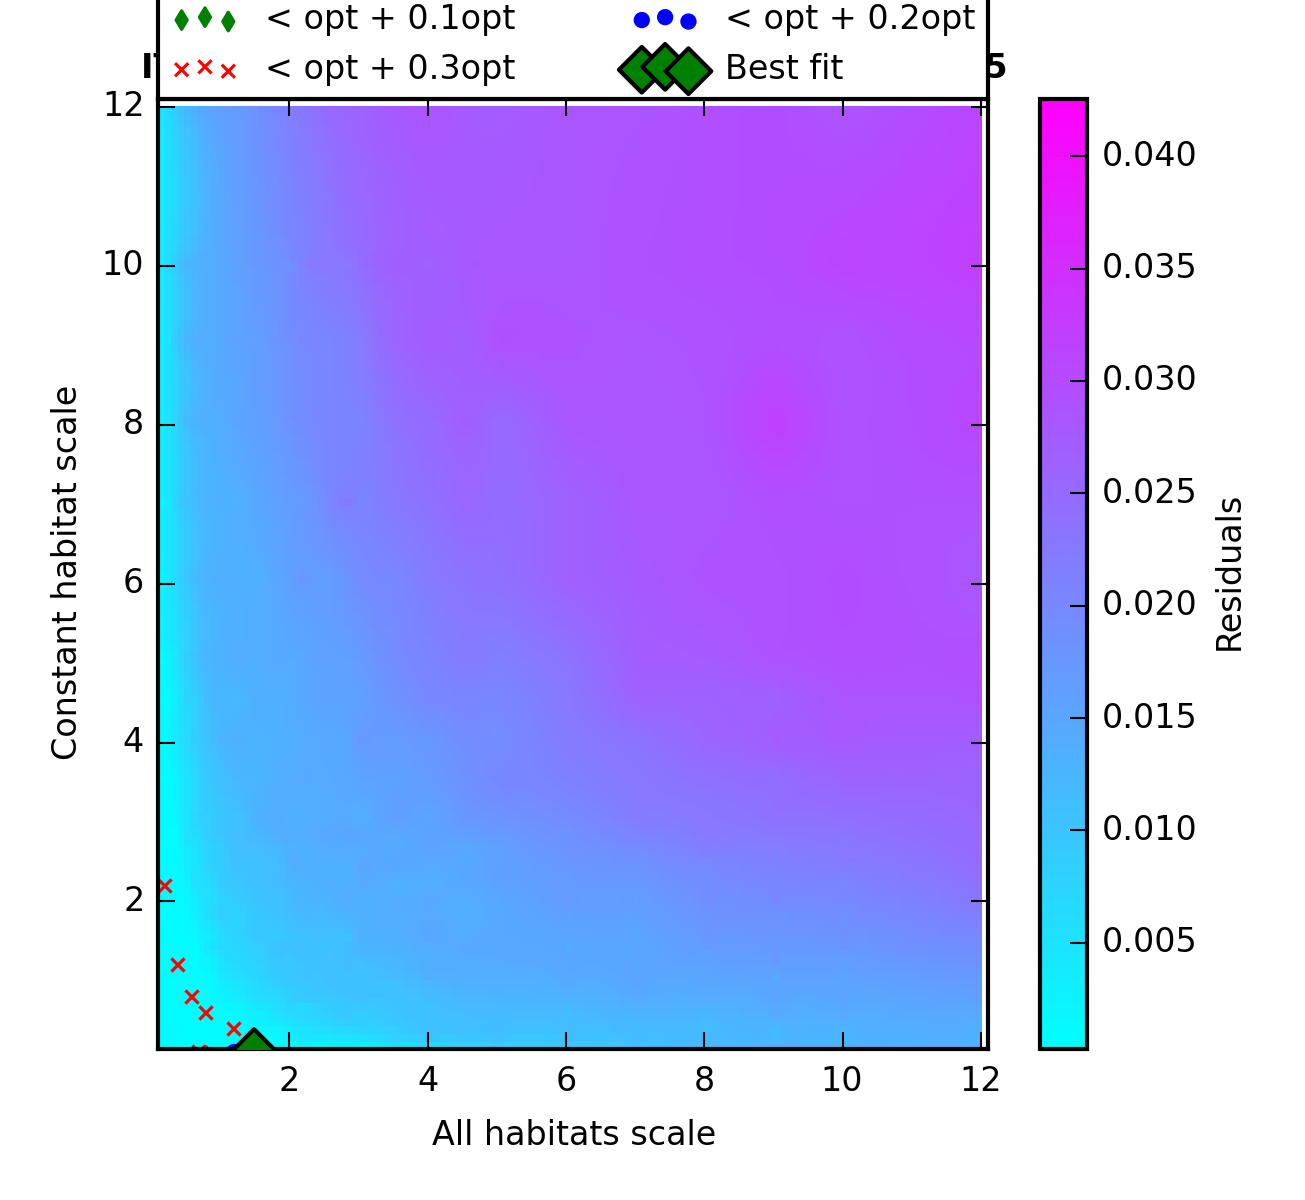 < opt + 0.1opt < opt + 0.2opt
< opt + 0.3opt Best fit
5
12
10
8
6
4
2
Constant habitat scale
2 4 6 8 10 12
All habitats scale
0.040
0.035
0.030
0.025
0.020
0.015
0.010
0.005
Residuals